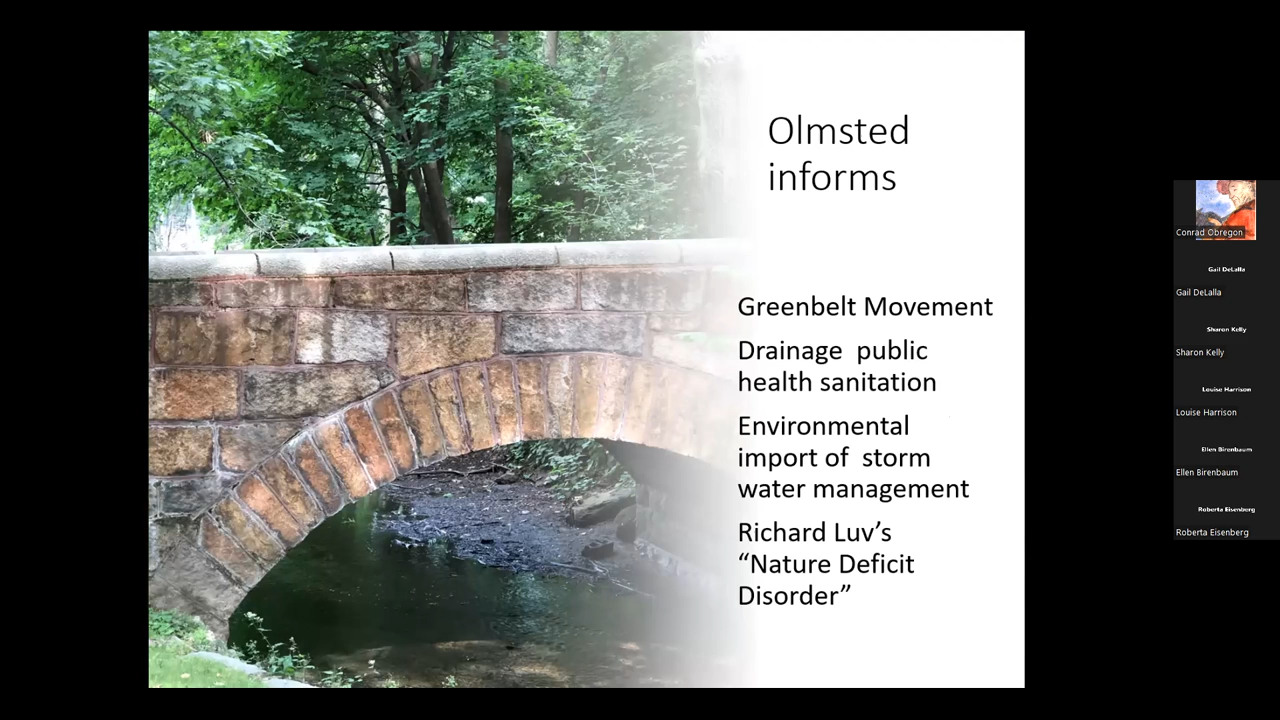 Olmsted
informs
Greenbelt Movement
Drainage public
health sanitation
Environmental
import of storm
water management
Richard Luv’s
“Nature Deficit
Disorder”
Conrad Obregon
Gail DeLalla
Gail DeLalla
Sharon Kelly
Sharon Kelly
Louise Harrison
Louise Harrison
Ellen Birenbaum
Ellen Birenbaum
Roberta Eisenberg
Roberta Eisenberg